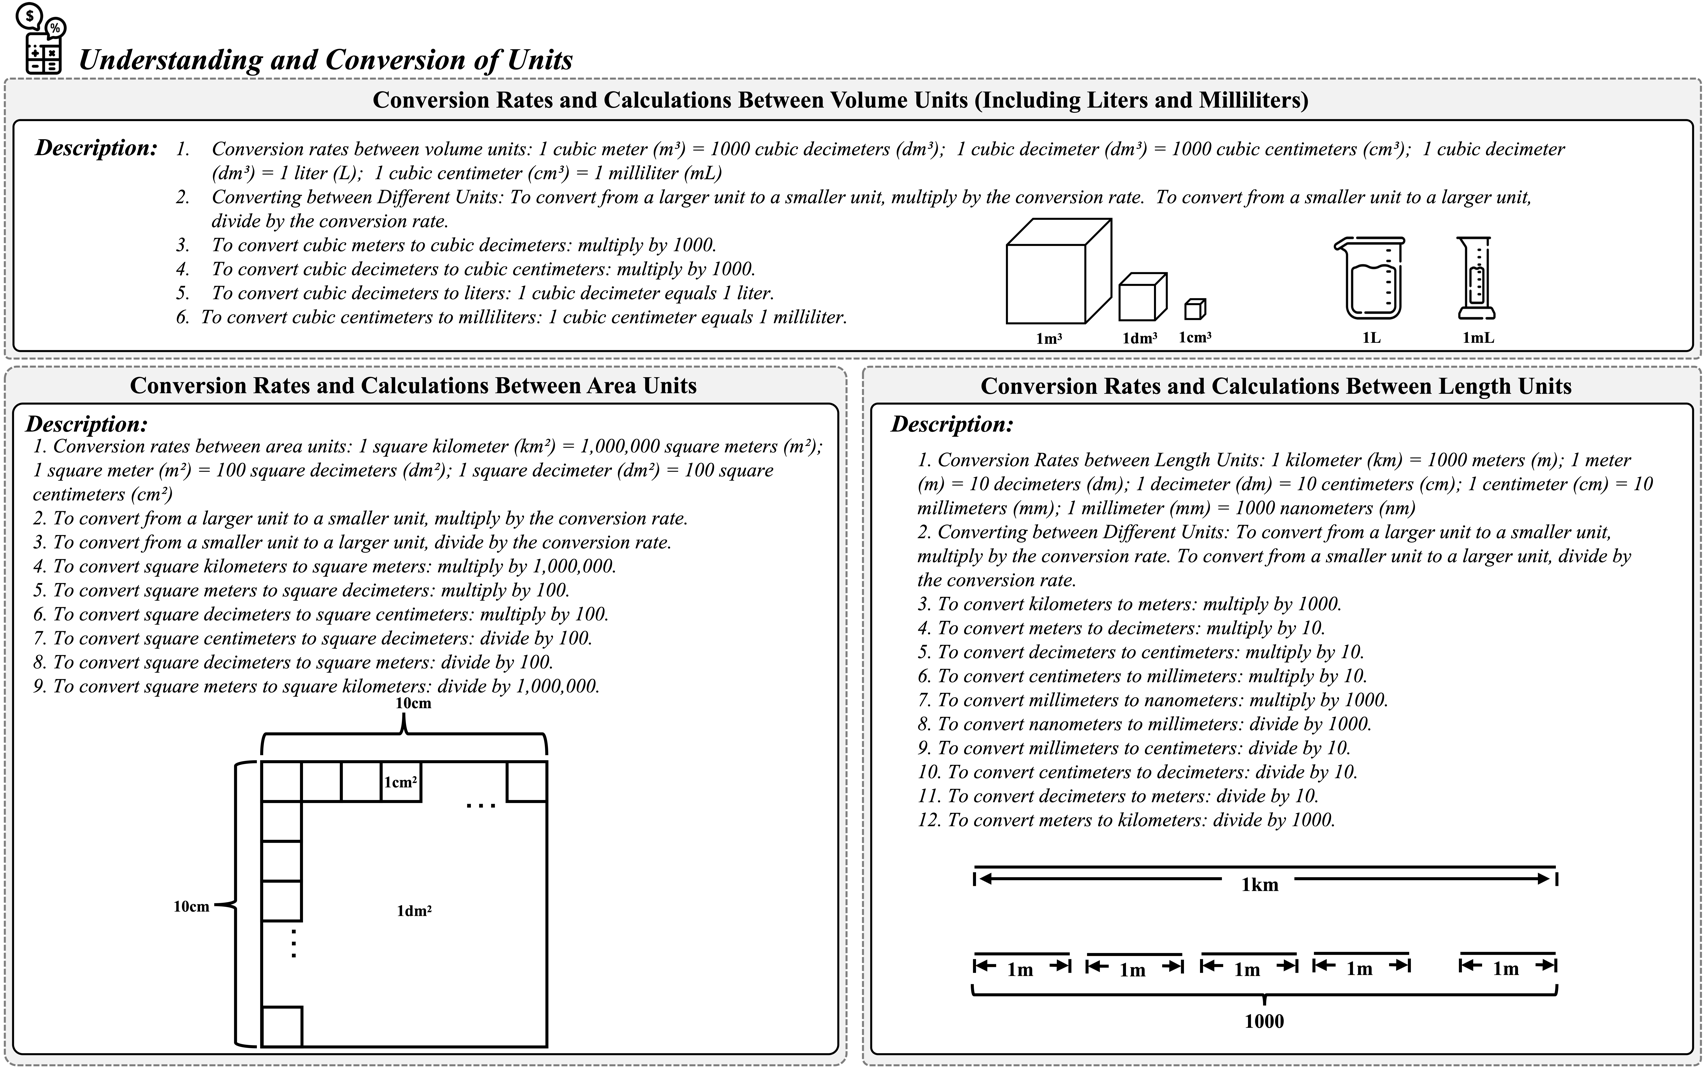 $
%
Understanding and Conversion of Units
Conversion Rates and Calculations Between Volume Units (Including Liters and Milliliters)
Description:
1. Conversion rates between volume units: 1 cubic meter (m³) = 1000 cubic decimeters (dm³); 1 cubic decimeter (dm³) = 1000 cubic centimeters (cm³); 1 cubic decimeter
(dm³) = 1 liter (L); 1 cubic centimeter (cm³) = 1 milliliter (mL)
2. Converting between Different Units: To convert from a larger unit to a smaller unit, multiply by the conversion rate. To convert from a smaller unit to a larger unit,
divide by the conversion rate.
3. To convert cubic meters to cubic decimeters: multiply by 1000.
4. To convert cubic decimeters to cubic centimeters: multiply by 1000.
5. To convert cubic decimeters to liters: 1 cubic decimeter equals 1 liter.
6. To convert cubic centimeters to milliliters: 1 cubic centimeter equals 1 milliliter.
1m³
1dm³
1cm³
1L
1mL
Conversion Rates and Calculations Between Area Units
Description:
1. Conversion rates between area units: 1 square kilometer (km²) = 1,000,000 square meters (m²);
1 square meter (m²) = 100 square decimeters (dm²); 1 square decimeter (dm²) = 100 square
centimeters (cm²)
2. To convert from a larger unit to a smaller unit, multiply by the conversion rate.
3. To convert from a smaller unit to a larger unit, divide by the conversion rate.
4. To convert square kilometers to square meters: multiply by 1,000,000.
5. To convert square meters to square decimeters: multiply by 100.
6. To convert square decimeters to square centimeters: multiply by 100.
7. To convert square centimeters to square decimeters: divide by 100.
8. To convert square decimeters to square meters: divide by 100.
9. To convert square meters to square kilometers: divide by 1,000,000.
10cm
1cm²
...
10cm
1dm²
Conversion Rates and Calculations Between Length Units
Description:
1. Conversion Rates between Length Units: 1 kilometer (km) = 1000 meters (m); 1 meter
(m) = 10 decimeters (dm); 1 decimeter (dm) = 10 centimeters (cm); 1 centimeter (cm) = 10
millimeters (mm); 1 millimeter (mm) = 1000 nanometers (nm)
2. Converting between Different Units: To convert from a larger unit to a smaller unit,
multiply by the conversion rate. To convert from a smaller unit to a larger unit, divide by
the conversion rate.
3. To convert kilometers to meters: multiply by 1000.
4. To convert meters to decimeters: multiply by 10.
5. To convert decimeters to centimeters: multiply by 10.
6. To convert centimeters to millimeters: multiply by 10.
7. To convert millimeters to nanometers: multiply by 1000.
8. To convert nanometers to millimeters: divide by 1000.
9. To convert millimeters to centimeters: divide by 10.
10. To convert centimeters to decimeters: divide by 10.
11. To convert decimeters to meters: divide by 10.
12. To convert meters to kilometers: divide by 1000.
1km
1m 1m 1m 1m 1m
1000